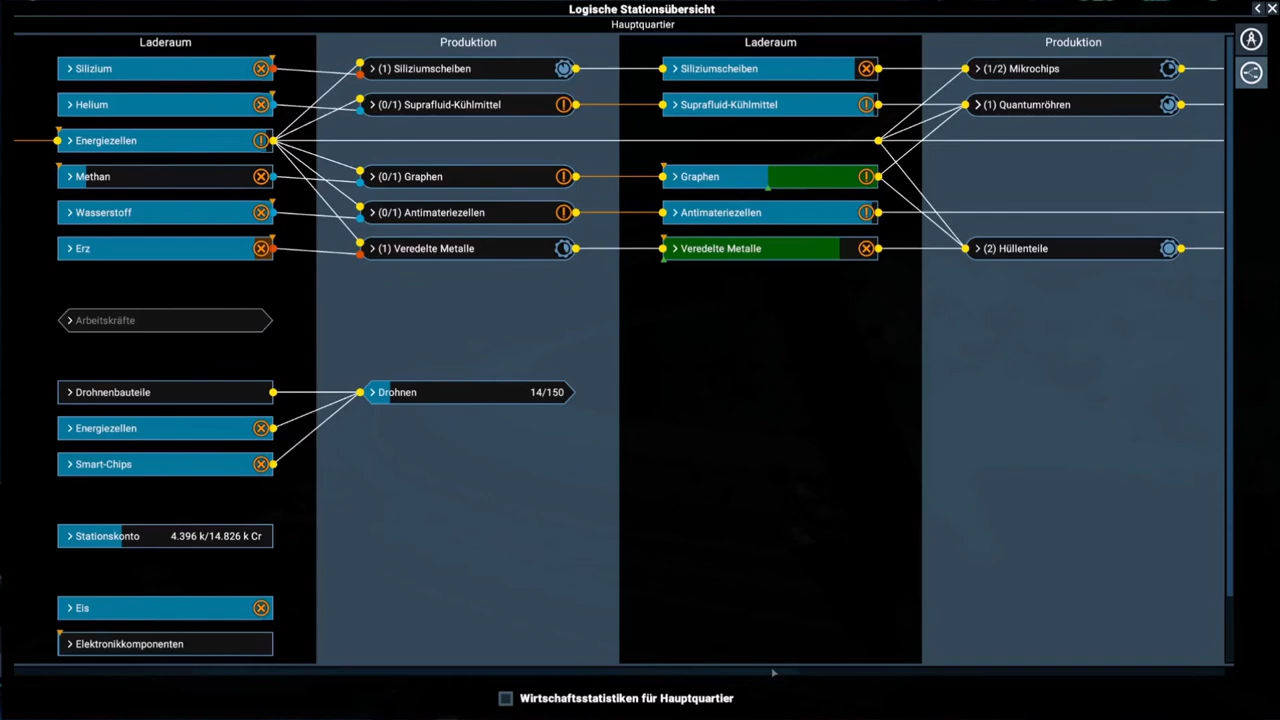 Logische Stationsübersicht
Hauptquartier
Laderaum Produktion Laderaum Produktion
Silizium (1) Siliziumscheiben Siliziumscheiben (1/2) Mikrochips
Helium (0/1) Suprafluid-Kühlmittel Suprafluid-Kühlmittel (1) Quantumröhren
Energiezellen
Methan (0/1) Graphen Graphen
Wasserstoff (0/1) Antimateriezellen Antimateriezellen
Erz (1) Veredelte Metalle Veredelte Metalle (2) Hüllenteile
Arbeitskräfte
Drohnenbauteile Drohnen 14/150
Energiezellen
Smart-Chips
Stationskonto 4.396 k/14.826 k Cr
Eis
Elektronikkomponenten
Wirtschaftsstatistiken für Hauptquartier